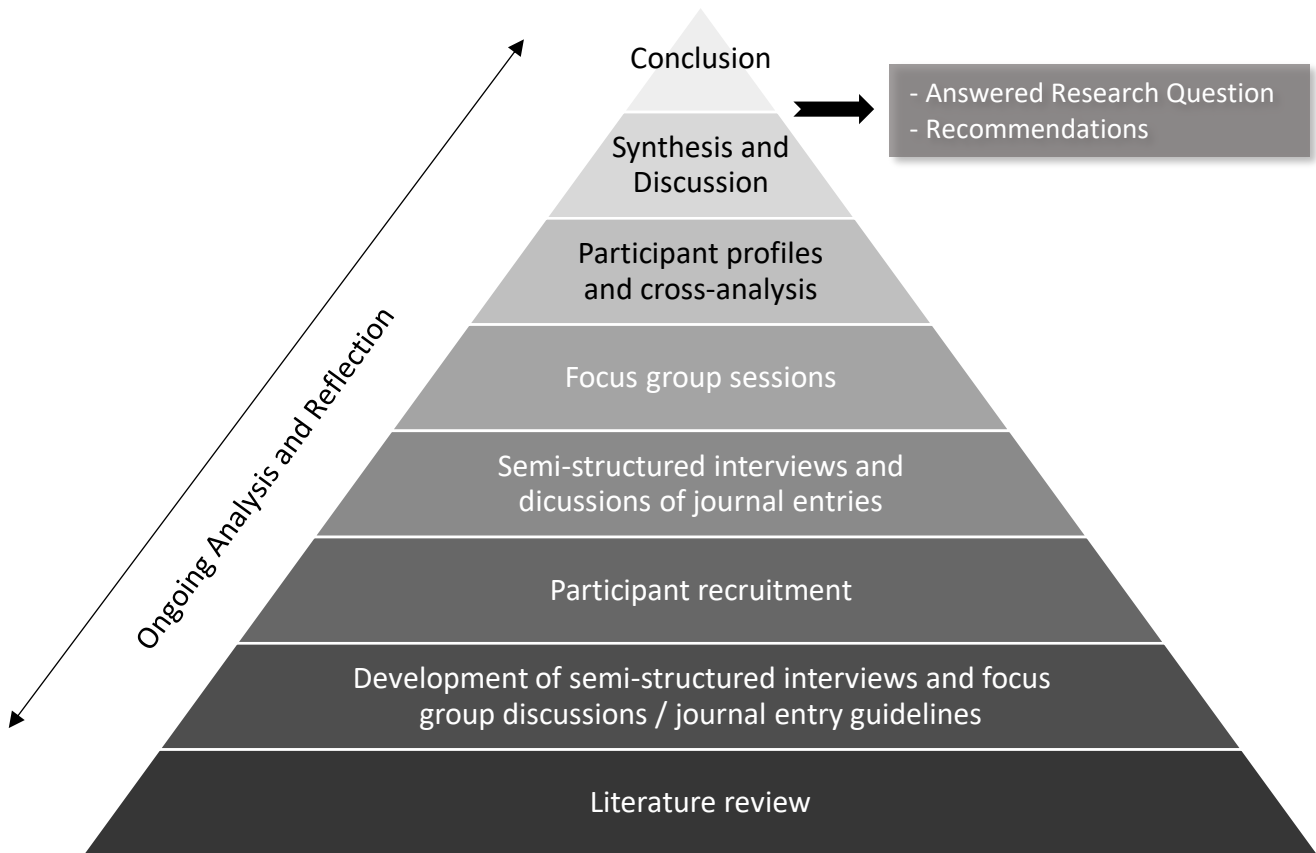 Conclusion
- Answered Research Question
- Recommendations
Synthesis and
Discussion
Participant profiles
and cross-analysis
Focus group sessions
Semi-structured interviews and
dicussions of journal entries
Participant recruitment
Development of semi-structured interviews and focus
group discussions / journal entry guidelines
Literature review
Ongoing Analysis and Reflection